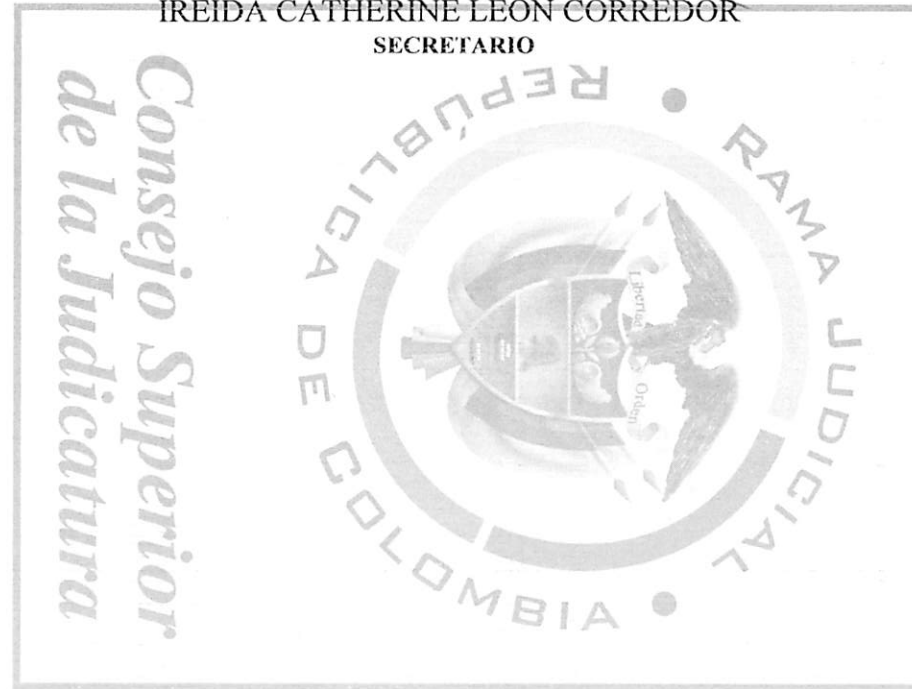 IREIDA CATHERINE LEON CORREDOR
SECRETARIO
Consejo Superior
de la Judicatura
REPÚBLICA DE COLOMBIA • RAMA JUDICIAL •
Libertad y Orden